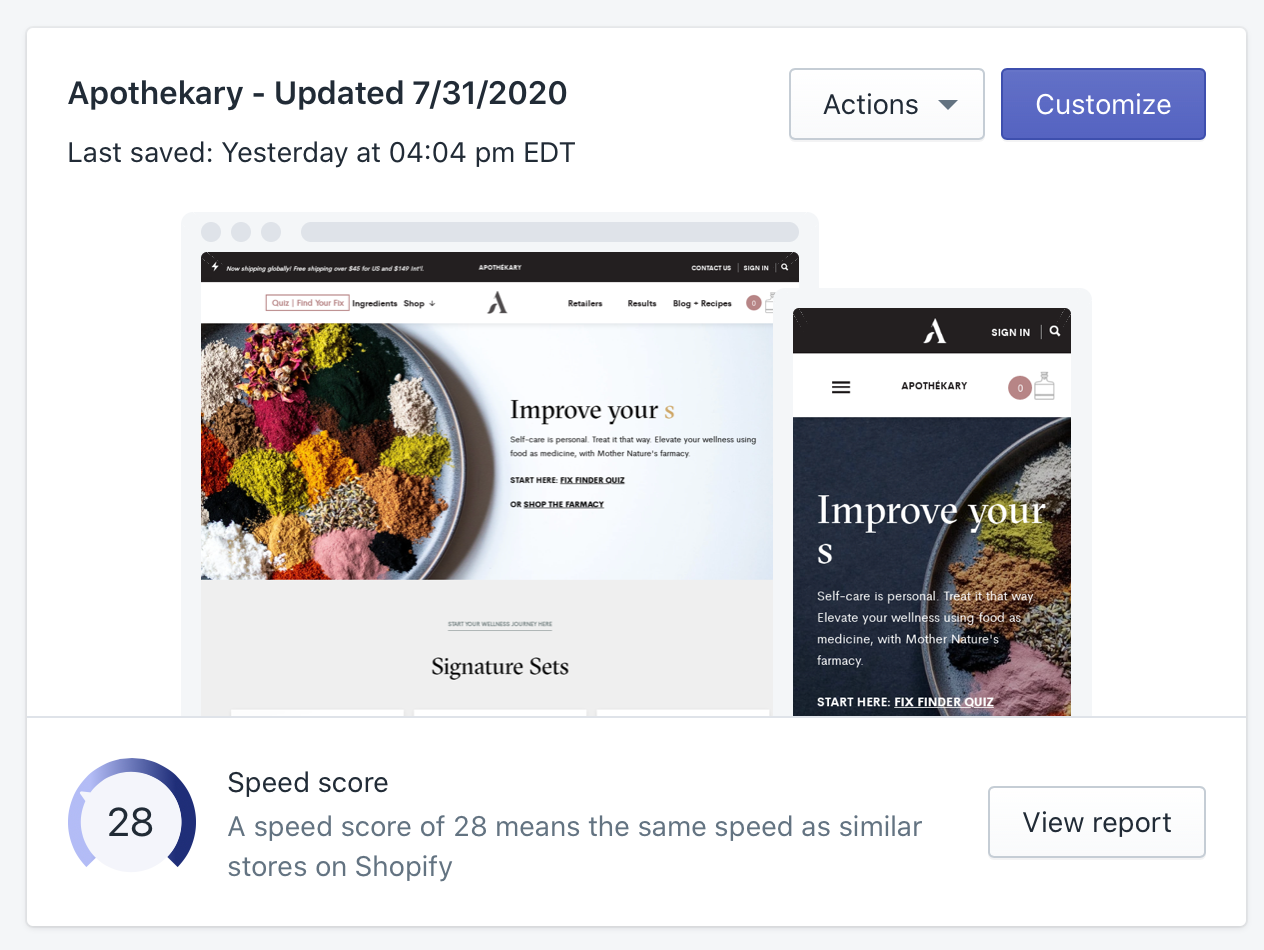 Apothekary - Updated 7/31/2020
Actions
Customize
Last saved: Yesterday at 04:04 pm EDT
Now shipping globally! Free shipping over $45 for US and $149 Int'l.
APOTHÉKARY
CONTACT US
SIGN IN
Quiz | Find Your Fix
Ingredients
Shop
Retailers
Results
Blog + Recipes
0
Improve your s
Self-care is personal. Treat it that way. Elevate your wellness using
food as medicine, with Mother Nature's farmacy.
START HERE: FIX FINDER QUIZ
OR SHOP THE FARMACY
START YOUR WELLNESS JOURNEY HERE
Signature Sets
SIGN IN
APOTHÉKARY
0
Improve your
s
Self-care is personal. Treat it that way.
Elevate your wellness using food as
medicine, with Mother Nature's
farmacy.
START HERE: FIX FINDER QUIZ
28
Speed score
A speed score of 28 means the same speed as similar
stores on Shopify
View report